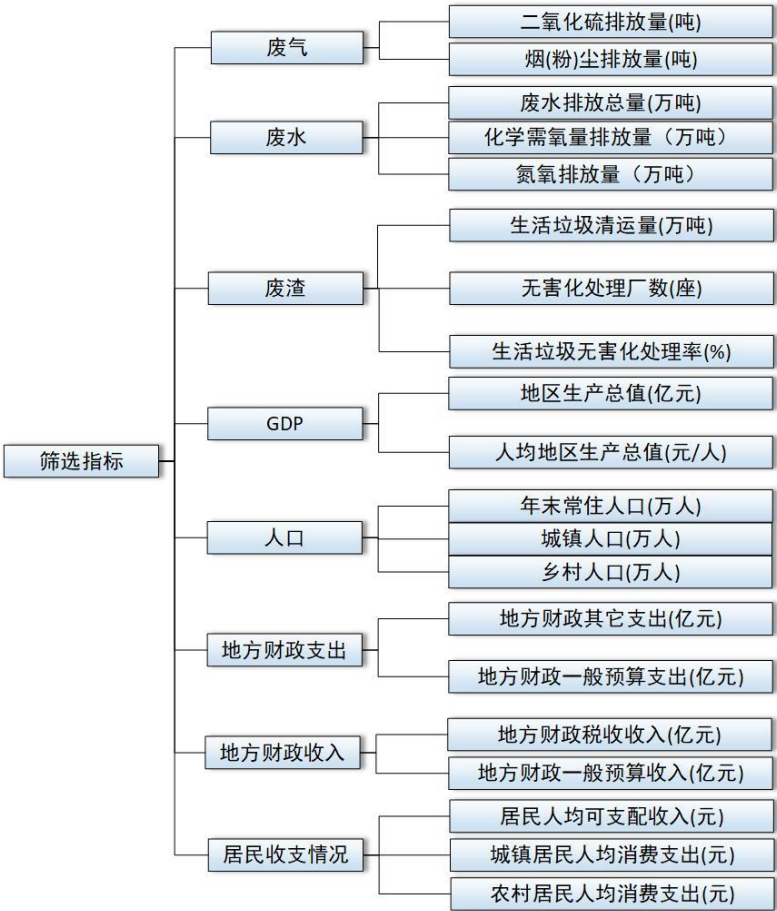 筛选指标
废气
二氧化硫排放量(吨)
烟(粉)尘排放量(吨)
废水
废水排放总量(万吨)
化学需氧量排放量（万吨）
氮氧排放量（万吨）
废渣
生活垃圾清运量(万吨)
无害化处理厂数(座)
生活垃圾无害化处理率(%)
GDP
地区生产总值(亿元)
人均地区生产总值(元/人)
人口
年末常住人口(万人)
城镇人口(万人)
乡村人口(万人)
地方财政支出
地方财政其它支出(亿元)
地方财政一般预算支出(亿元)
地方财政收入
地方财政税收收入(亿元)
地方财政一般预算收入(亿元)
居民收支情况
居民人均可支配收入(元)
城镇居民人均消费支出(元)
农村居民人均消费支出(元)